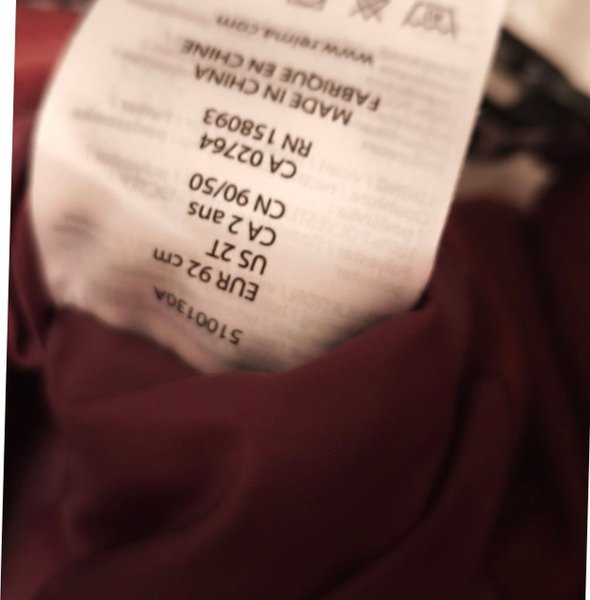 5100130A
EUR 92 cm
US 2T
CA 2 ans
CN 90/50
CA 02764
RN 158093
MADE IN CHINA
FABRIQUE EN CHINE
www.reima.com